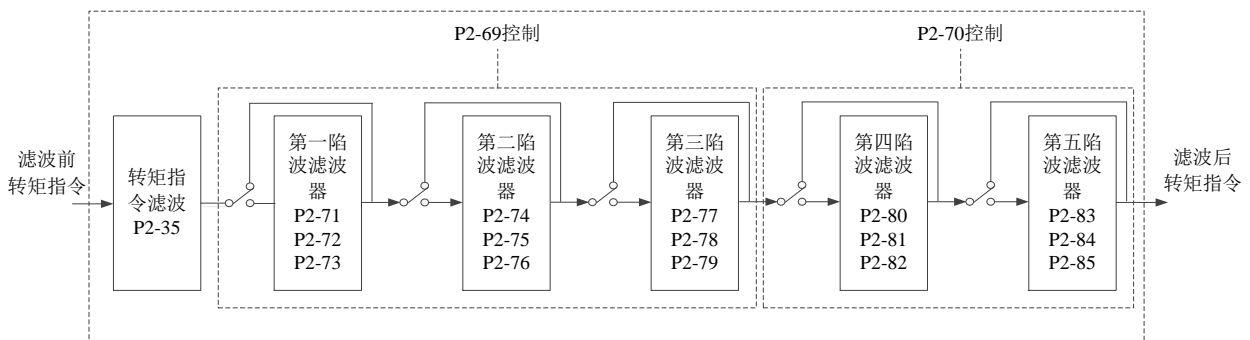 P2-69控制
P2-70控制
滤波前
转矩指令
转矩指
令滤波
P2-35
第一陷
波滤波
器
P2-71
P2-72
P2-73
第二陷
波滤波
器
P2-74
P2-75
P2-76
第三陷
波滤波
器
P2-77
P2-78
P2-79
第四陷
波滤波
器
P2-80
P2-81
P2-82
第五陷
波滤波
器
P2-83
P2-84
P2-85
滤波后
转矩指令